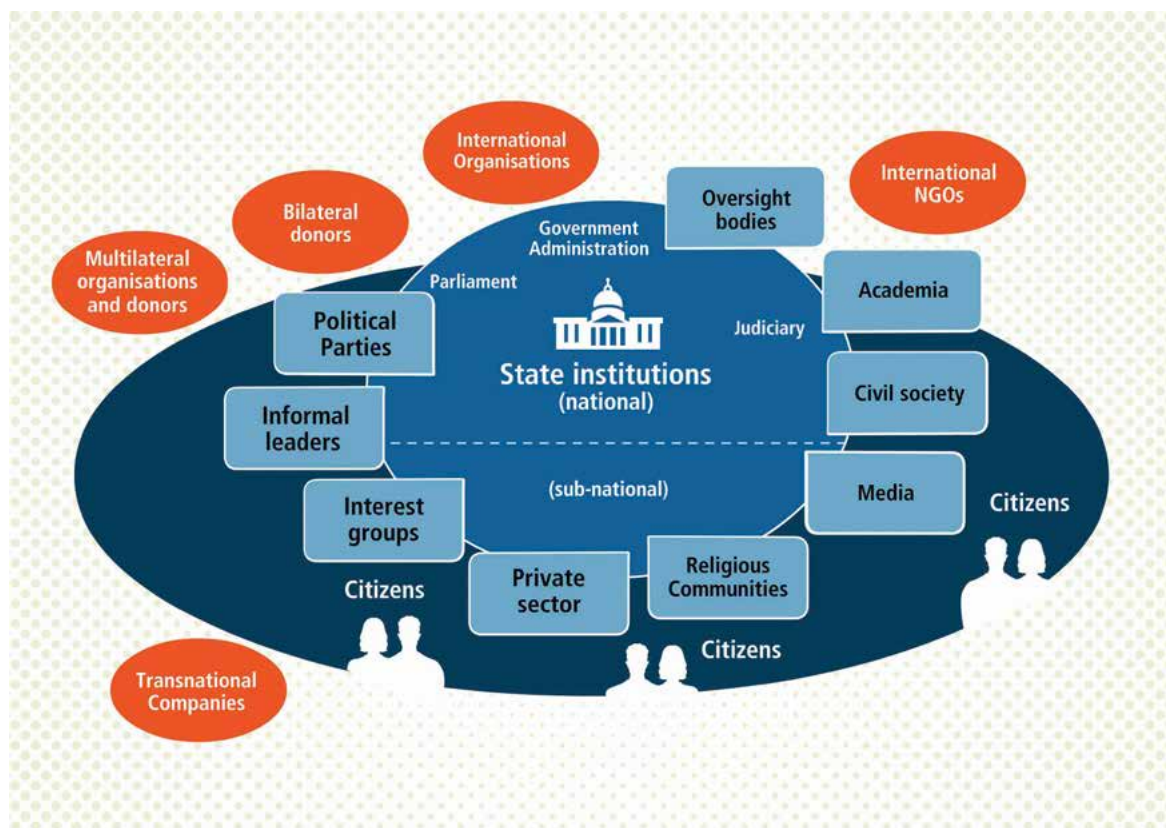 International
Organisations
International
NGOs
Oversight
bodies
Bilateral
donors
Government
Administration
Multilateral
organisations
and donors
Parliament
Academia
Political
Parties
Judiciary
State institutions
(national)
Civil society
Informal
leaders
(sub-national)
Media
Interest
groups
Citizens
Private
sector
Religious
Communities
Citizens
Citizens
Transnational
Companies